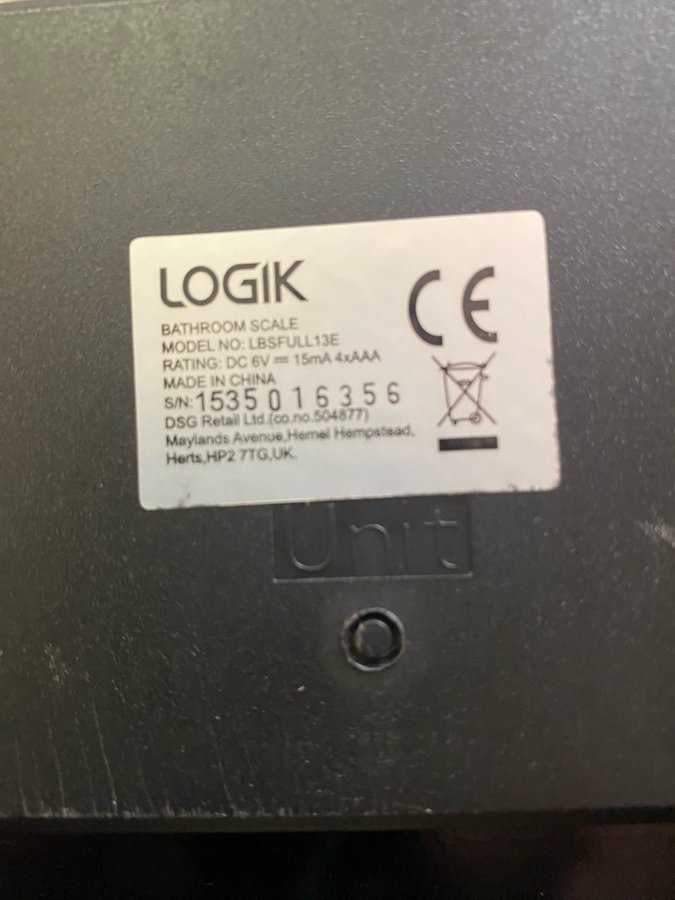 LOGIK
CE
BATHROOM SCALE
MODEL NO: LBSFULL13E
RATING: DC 6V ⎓ 15mA 4xAAA
MADE IN CHINA
S/N: 1535016356
DSG Retail Ltd.(co.no.504877)
Maylands Avenue,Hemel Hempstead,
Herts,HP2 7TG,UK.
Unit